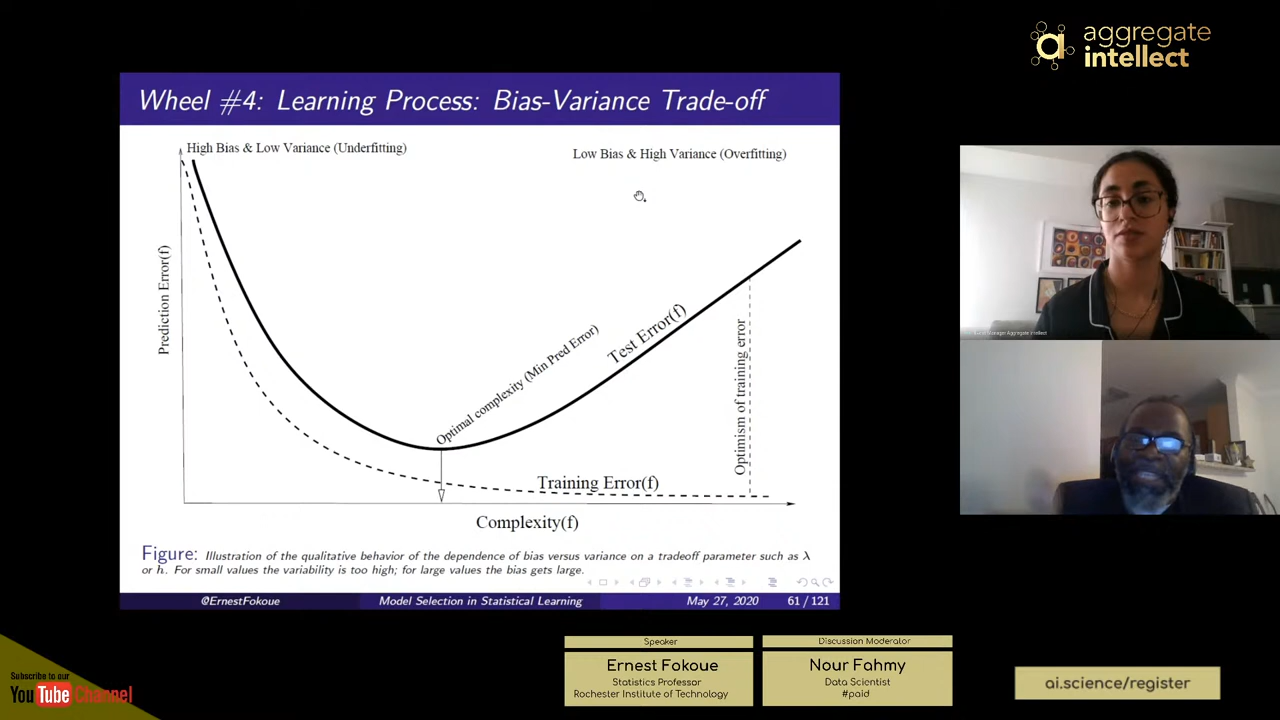 aggregate
intellect
Wheel #4: Learning Process: Bias-Variance Trade-off
High Bias & Low Variance (Underfitting)
Low Bias & High Variance (Overfitting)
Prediction Error(f)
Optimal complexity (Min Pred Error)
Test Error(f)
Optimism of training error
Training Error(f)
Complexity(f)
Figure: Illustration of the qualitative behavior of the dependence of bias versus variance on a tradeoff parameter such as λ
or h. For small values the variability is too high; for large values the bias gets large.
@ErnestFokoue Model Selection in Statistical Learning May 27, 2020 61 / 121
Manager Aggregate Intellect
Speaker
Ernest Fokoue
Statistics Professor
Rochester Institute of Technology
Discussion Moderator
Nour Fahmy
Data Scientist
#paid
Subscribe to our
YouTube Channel
ai.science/register